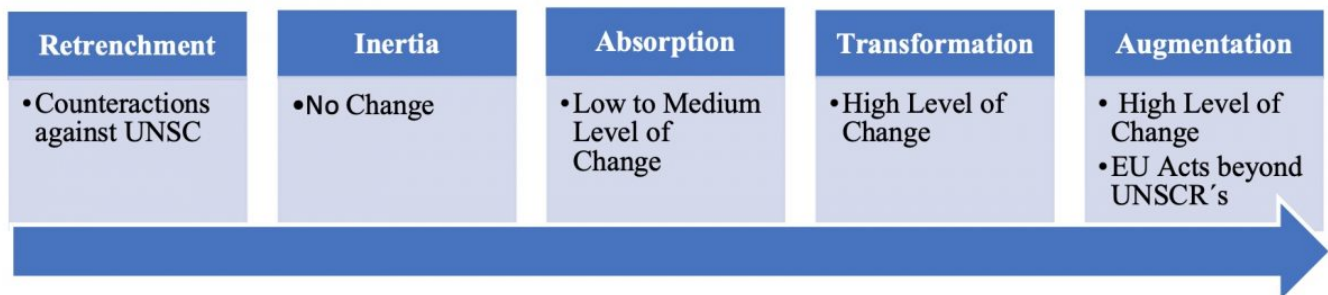 Retrenchment
•Counteractions
against UNSC
Inertia
•No Change
Absorption
•Low to Medium
Level of
Change
Transformation
•High Level of
Change
Augmentation
• High Level of
Change
•EU Acts beyond
UNSCR´s